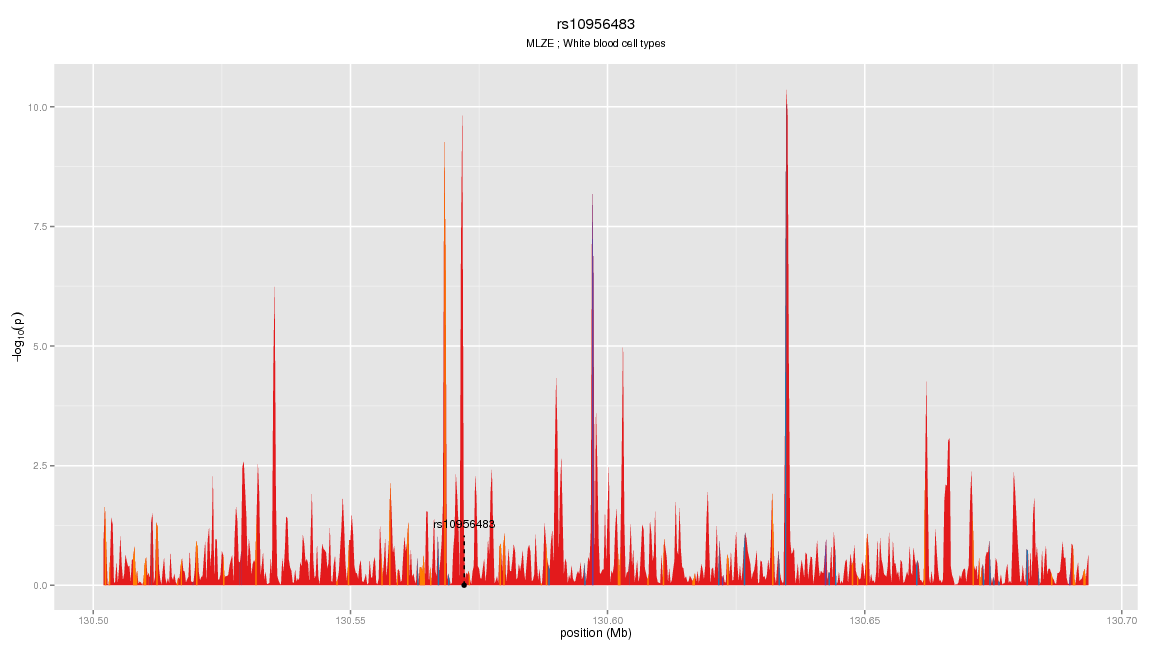 rs10956483
MLZE ; White blood cell types
10.0
7.5
5.0
2.5
0.0
−log10(p)
rs10956483
130.50
130.55
130.60
130.65
130.70
position (Mb)